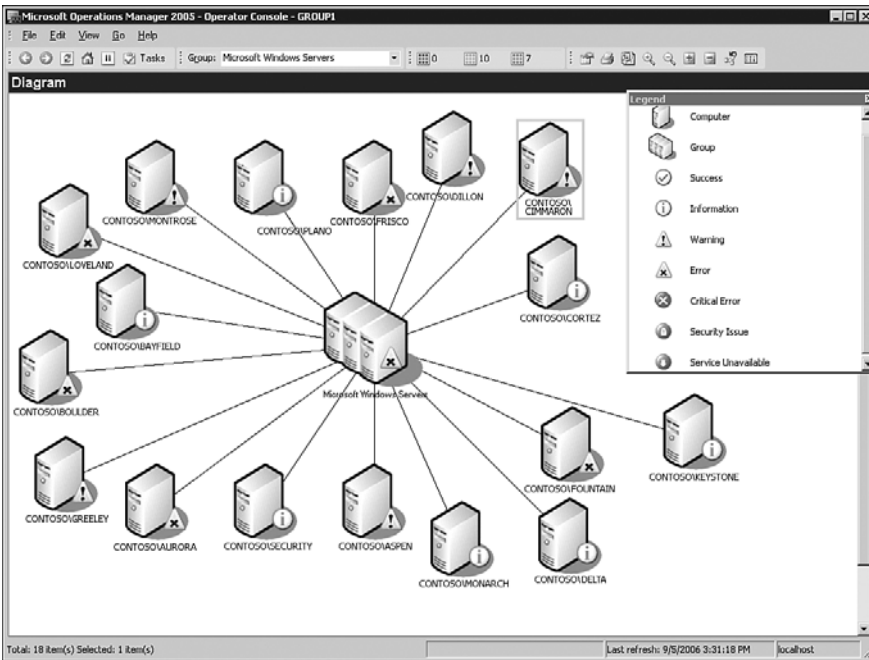 Microsoft Operations Manager 2005 - Operator Console - GROUP1
File Edit View Go Help
Tasks Group: Microsoft Windows Servers 0 10 7
Diagram
Legend
Computer
Group
Success
Information
Warning
Error
Critical Error
Security Issue
Service Unavailable
CONTOSO\MONTROSE
CONTOSO\PLANO
CONTOSO\FRISCO
CONTOSO\DILLON
CONTOSO\
CIMMARON
CONTOSO\LOVELAND
CONTOSO\BAYFIELD
CONTOSO\CORTEZ
Microsoft Windows Servers
CONTOSO\BOULDER
CONTOSO\KEYSTONE
CONTOSO\FOUNTAIN
CONTOSO\GREELEY
CONTOSO\AURORA
CONTOSO\SECURITY
CONTOSO\ASPEN
CONTOSO\MONARCH
CONTOSO\DELTA
Total: 18 item(s) Selected: 1 item(s)
Last refresh: 9/5/2006 3:31:18 PM
localhost